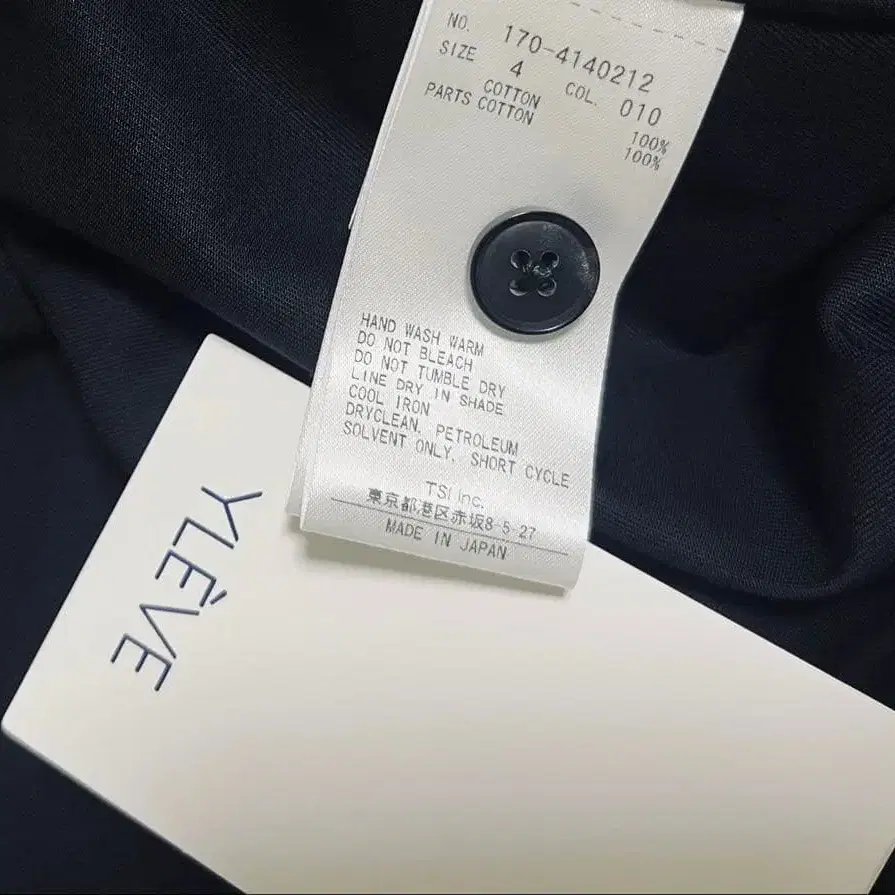 NO. 170-4140212
SIZE 4 COL. 010
COTTON 100%
PARTS COTTON 100%
HAND WASH WARM
DO NOT BLEACH
DO NOT TUMBLE DRY
LINE DRY IN SHADE
COOL IRON
DRYCLEAN, PETROLEUM
SOLVENT ONLY, SHORT CYCLE
TSI Inc.
東京都港区赤坂8-5-27
MADE IN JAPAN
YLÈVE